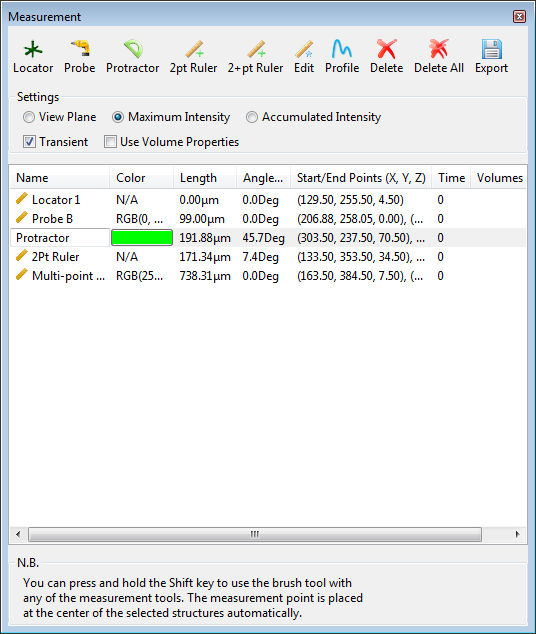 Measurement
Locator Probe Protractor 2pt Ruler 2+pt Ruler Edit Profile Delete Delete All Export
Settings
View Plane Maximum Intensity Accumulated Intensity
Transient Use Volume Properties
Name Color Length Angle... Start/End Points (X, Y, Z) Time Volumes
Locator 1 N/A 0.00µm 0.0Deg (129.50, 255.50, 4.50) 0
Probe B RGB(0, ... 99.00µm 0.0Deg (206.88, 258.05, 0.00), (... 0
Protractor 191.88µm 45.7Deg (303.50, 237.50, 70.50), ... 0
2Pt Ruler N/A 171.34µm 7.4Deg (133.50, 353.50, 34.50), ... 0
Multi-point ... RGB(25... 738.31µm 0.0Deg (163.50, 384.50, 7.50), (... 0
N.B.
You can press and hold the Shift key to use the brush tool with
any of the measurement tools. The measurement point is placed
at the center of the selected structures automatically.